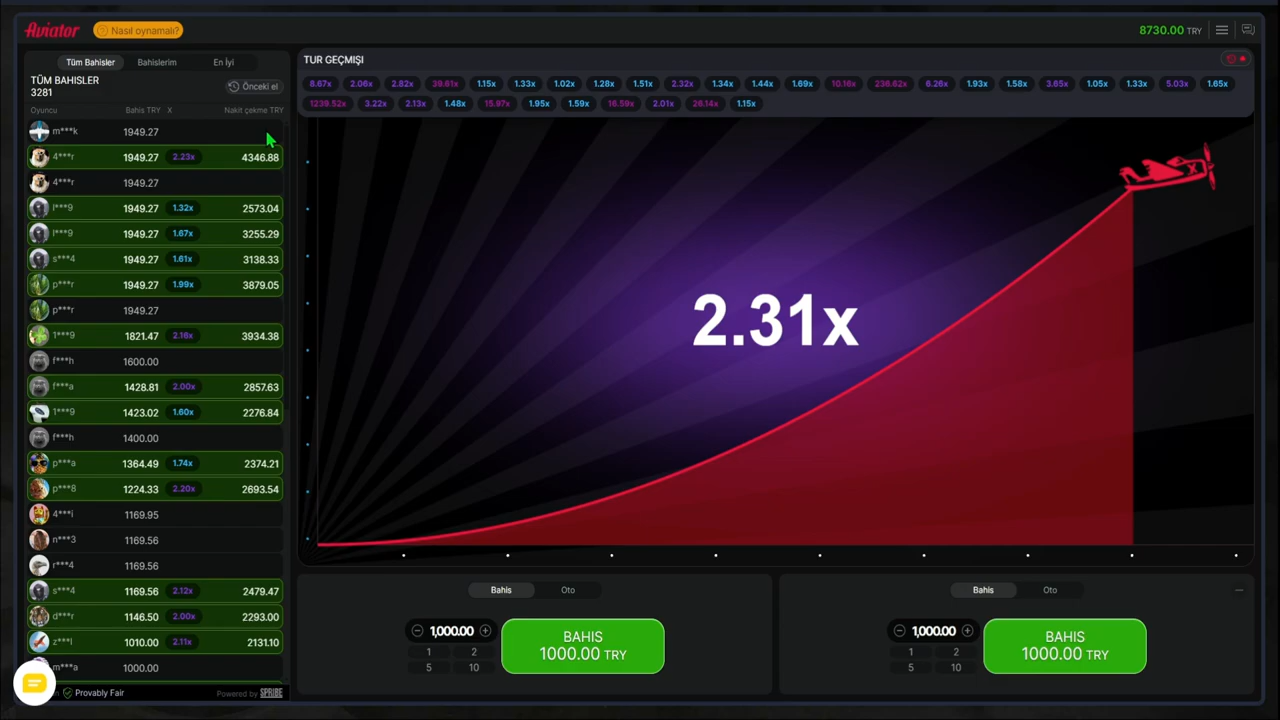 Aviator
Nasıl oynamalı?
8730.00 TRY
Tüm Bahisler Bahislerim En İyi
TÜM BAHISLER
3281
Önceki el
Oyuncu Bahis TRY X Nakit çekme TRY
m***k 1949.27
4***r 1949.27 2.23x 4346.88
4***r 1949.27
l***9 1949.27 1.32x 2573.04
l***9 1949.27 1.67x 3255.29
s***4 1949.27 1.61x 3138.33
p***r 1949.27 1.99x 3879.05
p***r 1949.27
1***9 1821.47 2.16x 3934.38
f***h 1600.00
f***a 1428.81 2.00x 2857.63
1***9 1423.02 1.60x 2276.84
f***h 1400.00
p***a 1364.49 1.74x 2374.21
p***8 1224.33 2.20x 2693.54
4***i 1169.95
n***3 1169.56
r***4 1169.56
s***4 1169.56 2.12x 2479.47
d***r 1146.50 2.00x 2293.00
z***l 1010.00 2.11x 2131.10
m***a 1000.00
Provably Fair Powered by SPRIBE
TUR GEÇMIŞI
8.67x 2.06x 2.82x 39.61x 1.15x 1.33x 1.02x 1.28x 1.51x 2.32x 1.34x 1.44x 1.69x 10.16x 236.62x 6.26x 1.93x 1.58x 3.65x 1.05x 1.33x 5.03x 1.65x
1239.52x 3.22x 2.13x 1.48x 15.97x 1.95x 1.59x 16.59x 2.01x 26.14x 1.15x
2.31x
Bahis Oto
1,000.00
1 2
5 10
BAHIS
1000.00 TRY
Bahis Oto
1,000.00
1 2
5 10
BAHIS
1000.00 TRY